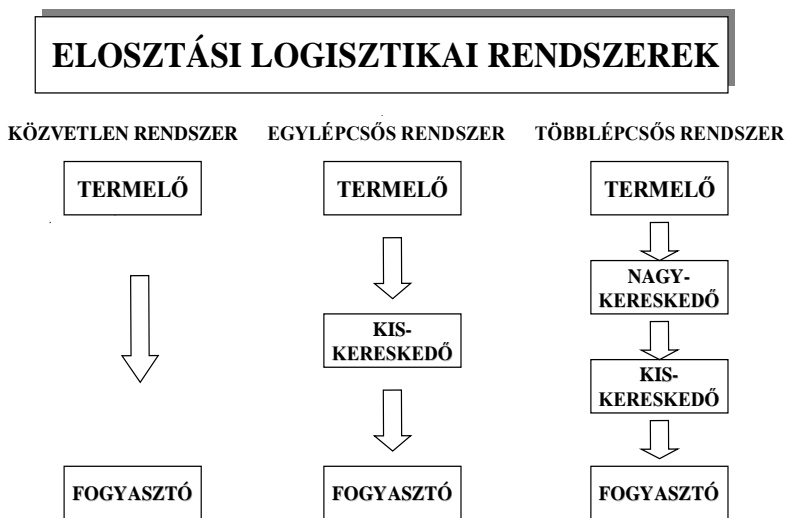 ELOSZTÁSI LOGISZTIKAI RENDSZEREK
KÖZVETLEN RENDSZER
TERMELŐ
FOGYASZTÓ
EGYLÉPCSŐS RENDSZER
TERMELŐ
KIS-
KERESKEDŐ
FOGYASZTÓ
TÖBBLÉPCSŐS RENDSZER
TERMELŐ
NAGY-
KERESKEDŐ
KIS-
KERESKEDŐ
FOGYASZTÓ